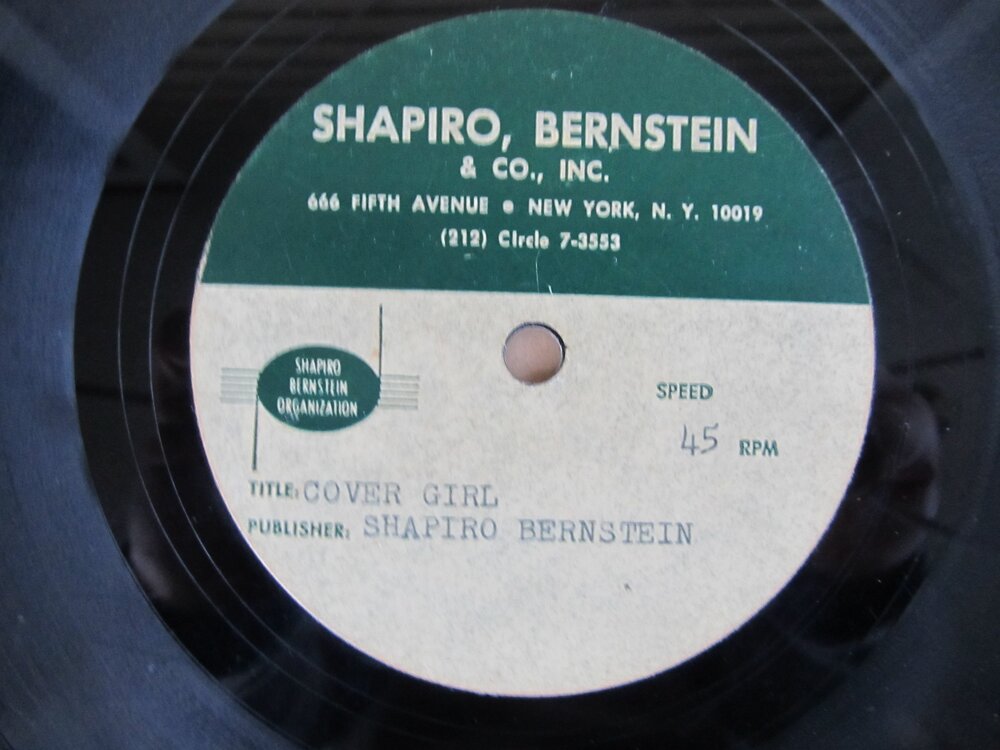 SHAPIRO, BERNSTEIN
& CO., INC.
666 FIFTH AVENUE • NEW YORK, N. Y. 10019
(212) CIrcle 7-3553
SHAPIRO
BERNSTEIN
ORGANIZATION
SPEED
45 RPM
TITLE: COVER GIRL
PUBLISHER: SHAPIRO BERNSTEIN